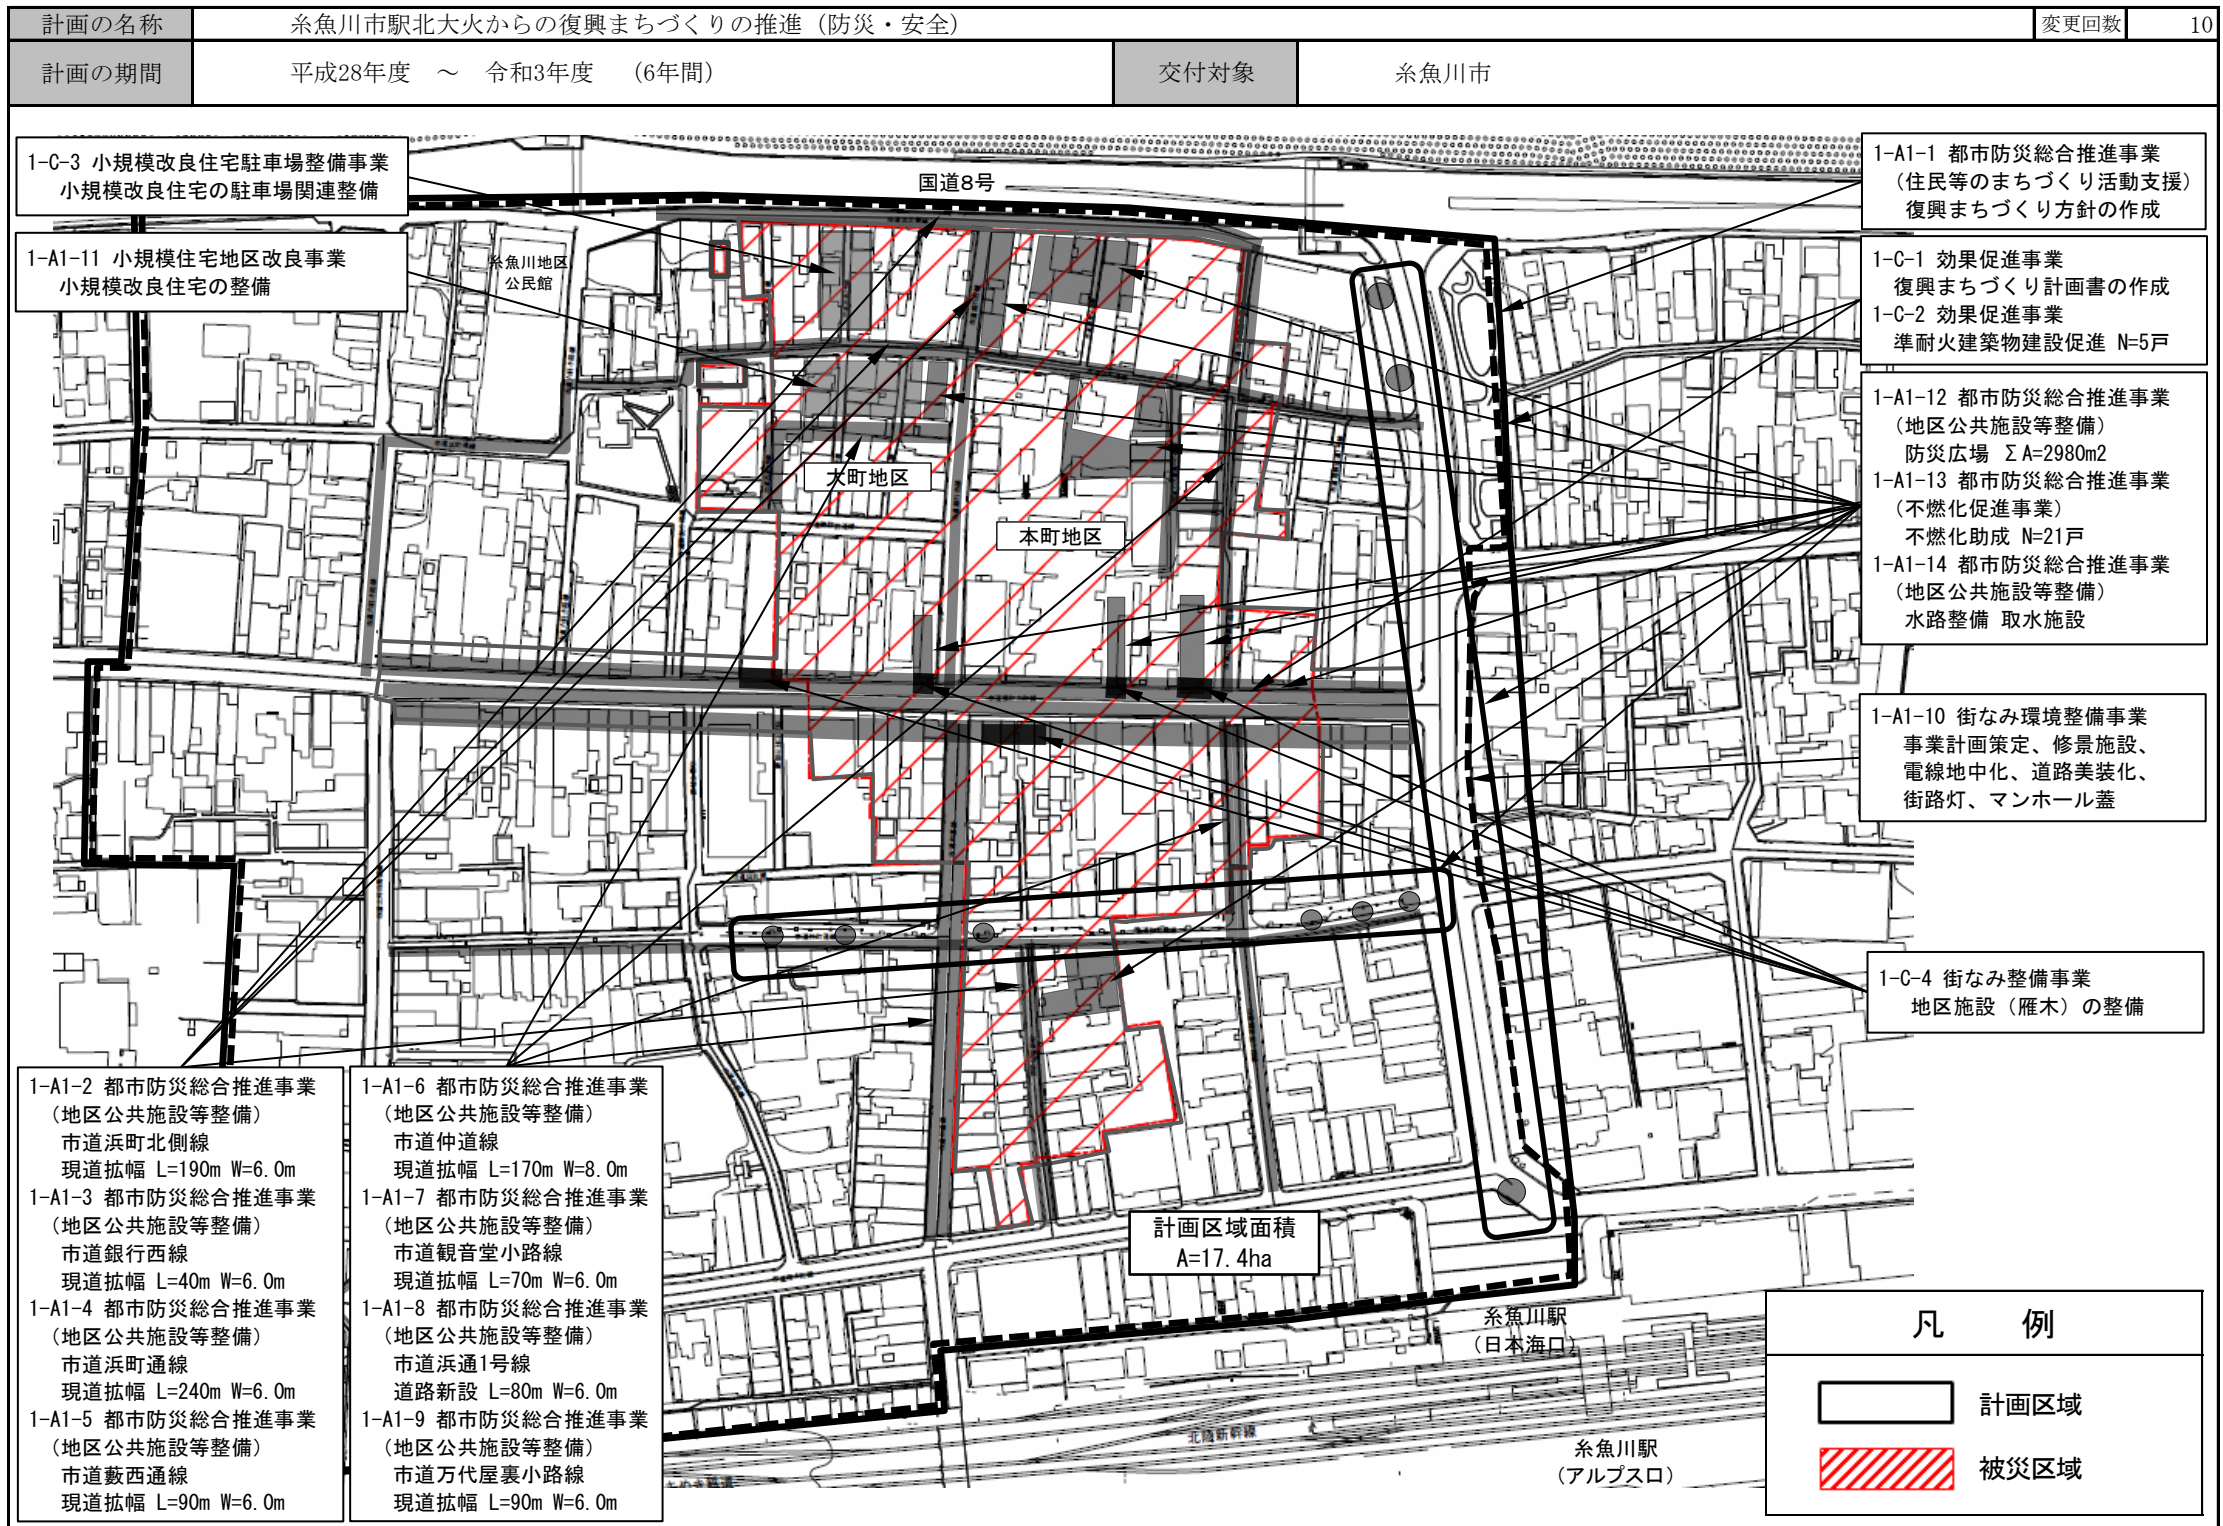 計画の名称
糸魚川市駅北大火からの復興まちづくりの推進（防災・安全）
変更回数
10
計画の期間
平成28年度　～　令和3年度　（6年間）
交付対象
糸魚川市
1-C-3 小規模改良住宅駐車場整備事業
小規模改良住宅の駐車場関連整備
1-A1-11 小規模住宅地区改良事業
小規模改良住宅の整備
糸魚川地区
公民館
国道8号
大町地区
本町地区
1-A1-1 都市防災総合推進事業
（住民等のまちづくり活動支援）
復興まちづくり方針の作成
1-C-1 効果促進事業
復興まちづくり計画書の作成
1-C-2 効果促進事業
準耐火建築物建設促進 N=5戸
1-A1-12 都市防災総合推進事業
（地区公共施設等整備）
防災広場 ΣA=2980m2
1-A1-13 都市防災総合推進事業
（不燃化促進事業）
不燃化助成 N=21戸
1-A1-14 都市防災総合推進事業
（地区公共施設等整備）
水路整備 取水施設
1-A1-10 街なみ環境整備事業
事業計画策定、修景施設、
電線地中化、道路美装化、
街路灯、マンホール蓋
1-C-4 街なみ整備事業
地区施設（雁木）の整備
1-A1-2 都市防災総合推進事業
（地区公共施設等整備）
市道浜町北側線
現道拡幅 L=190m W=6.0m
1-A1-3 都市防災総合推進事業
（地区公共施設等整備）
市道銀行西線
現道拡幅 L=40m W=6.0m
1-A1-4 都市防災総合推進事業
（地区公共施設等整備）
市道浜町通線
現道拡幅 L=240m W=6.0m
1-A1-5 都市防災総合推進事業
（地区公共施設等整備）
市道藪西通線
現道拡幅 L=90m W=6.0m
1-A1-6 都市防災総合推進事業
（地区公共施設等整備）
市道仲道線
現道拡幅 L=170m W=8.0m
1-A1-7 都市防災総合推進事業
（地区公共施設等整備）
市道観音堂小路線
現道拡幅 L=70m W=6.0m
1-A1-8 都市防災総合推進事業
（地区公共施設等整備）
市道浜通1号線
道路新設 L=80m W=6.0m
1-A1-9 都市防災総合推進事業
（地区公共施設等整備）
市道万代屋裏小路線
現道拡幅 L=90m W=6.0m
計画区域面積
A=17.4ha
糸魚川駅
（日本海口）
北陸新幹線
糸魚川駅
（アルプス口）
凡　例
計画区域
被災区域